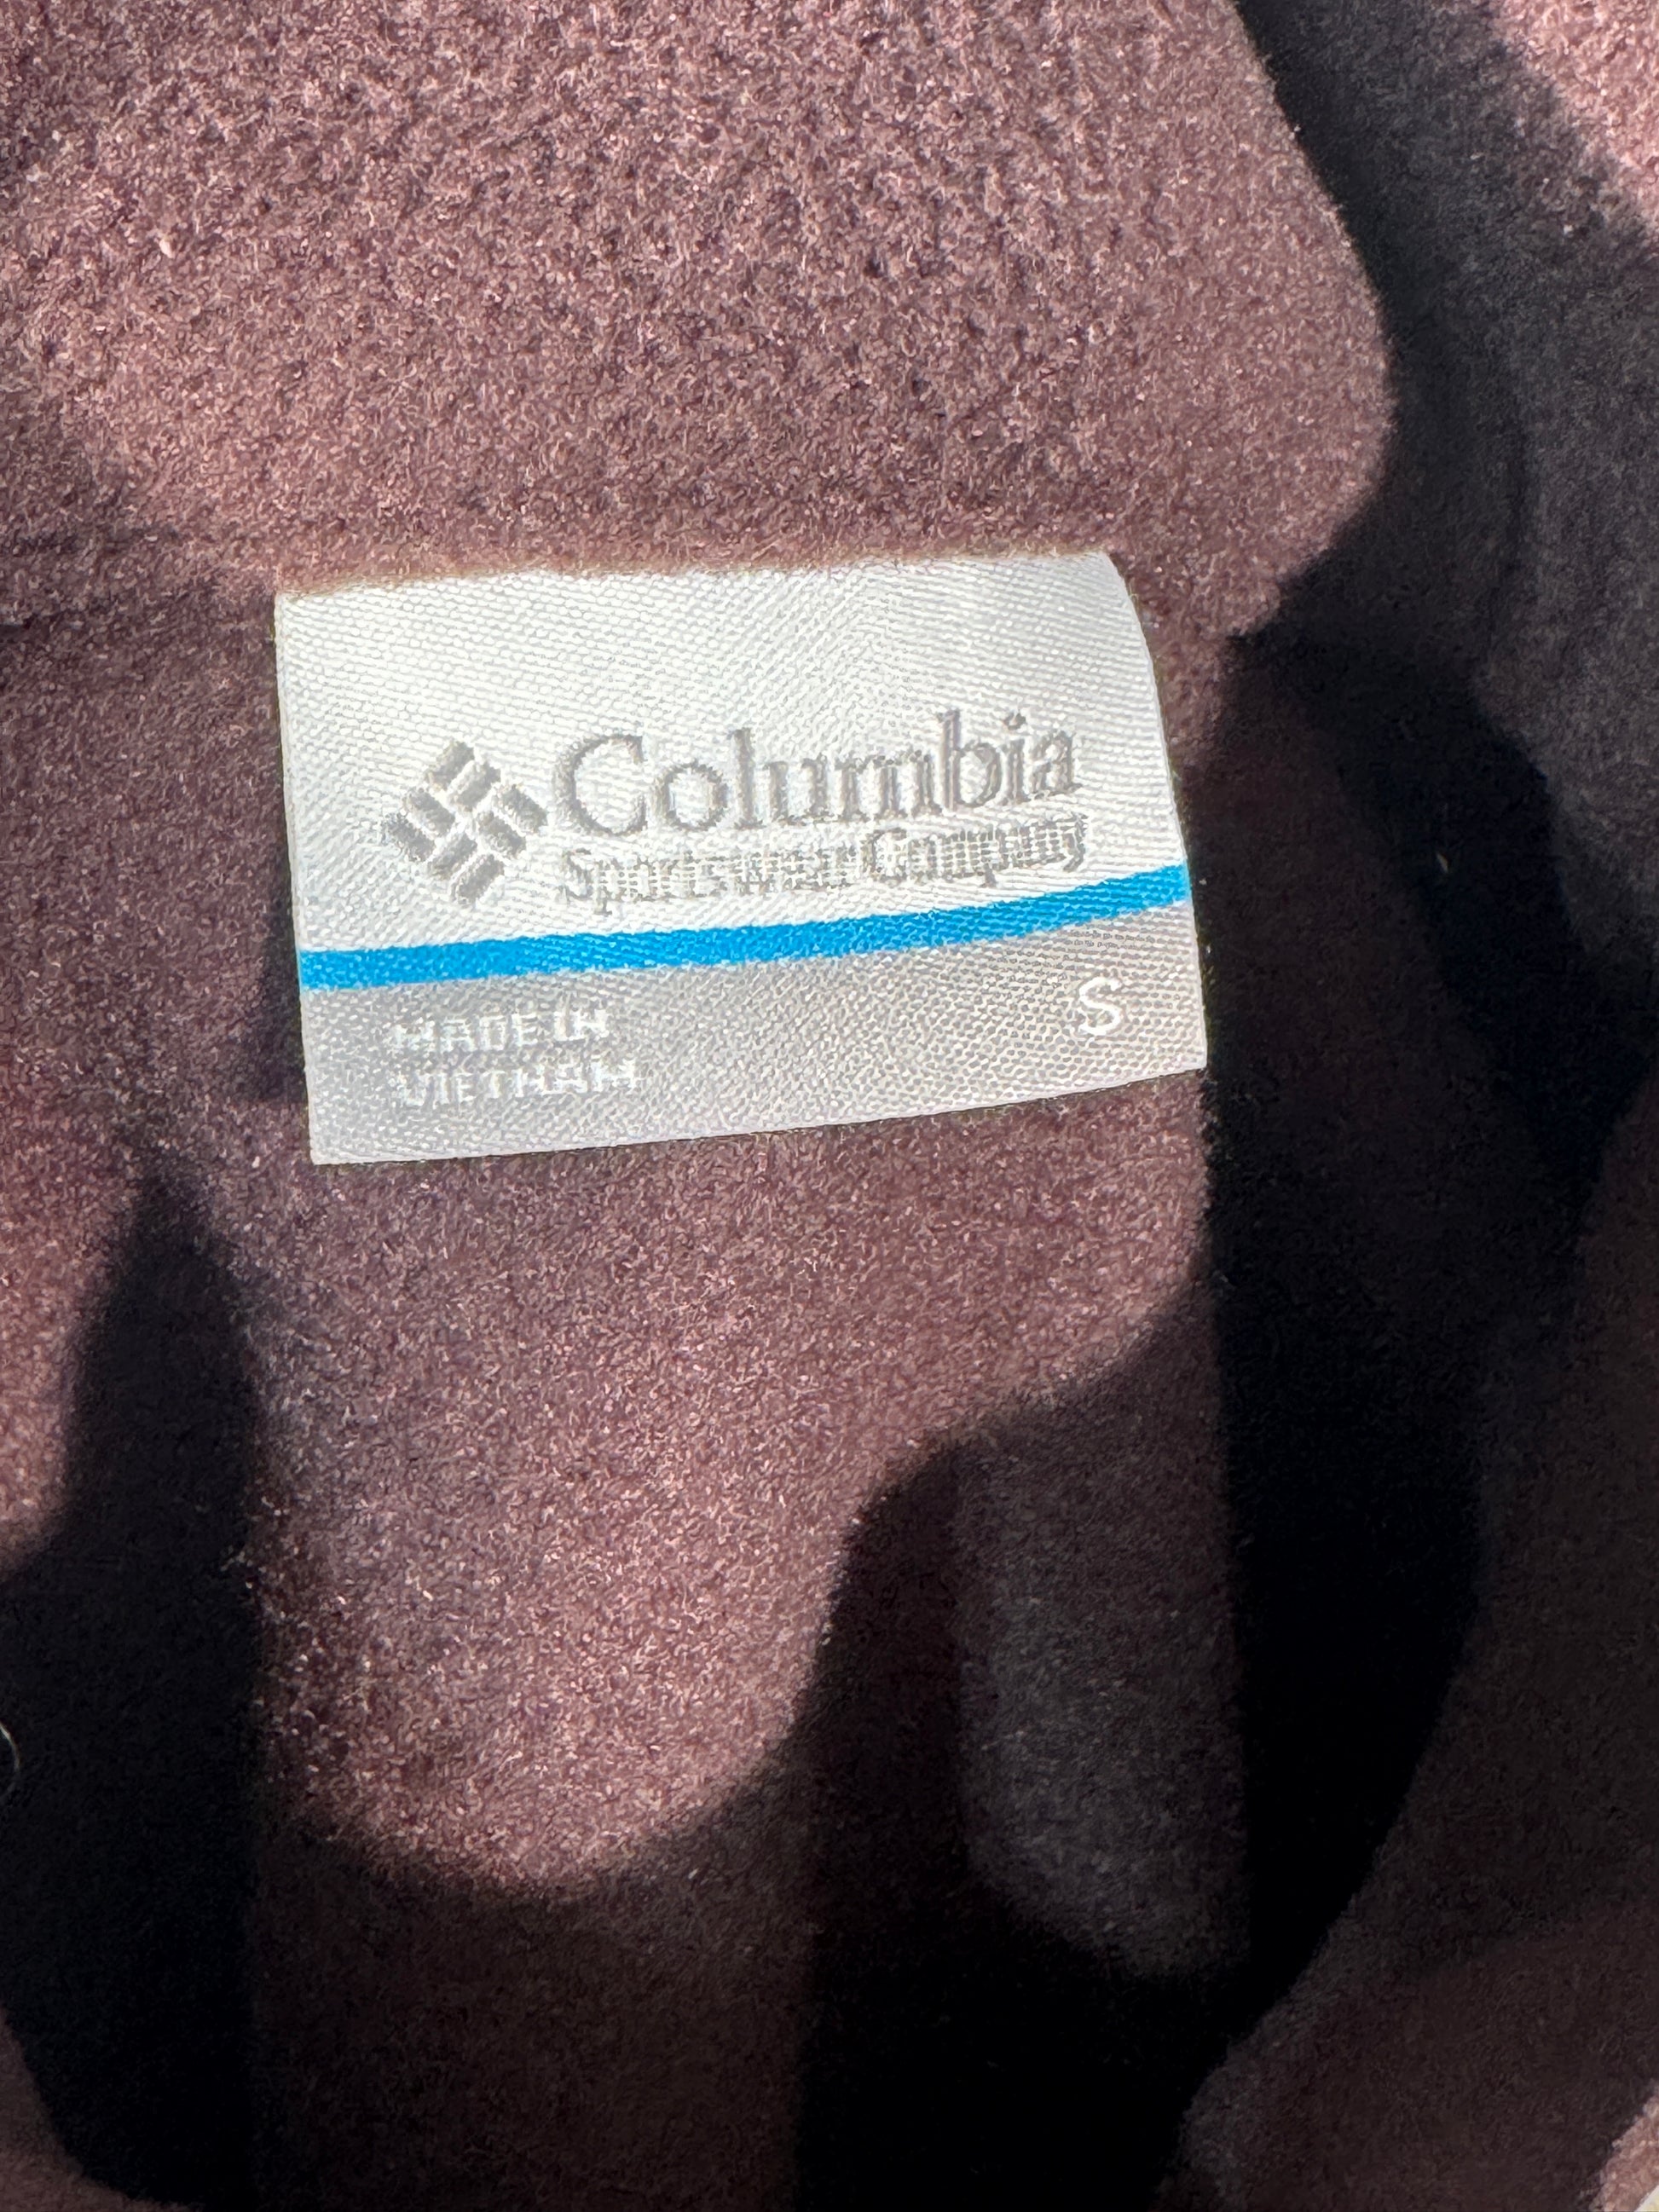 Columbia
Sportswear Company
MADE IN
VIETNAM
S